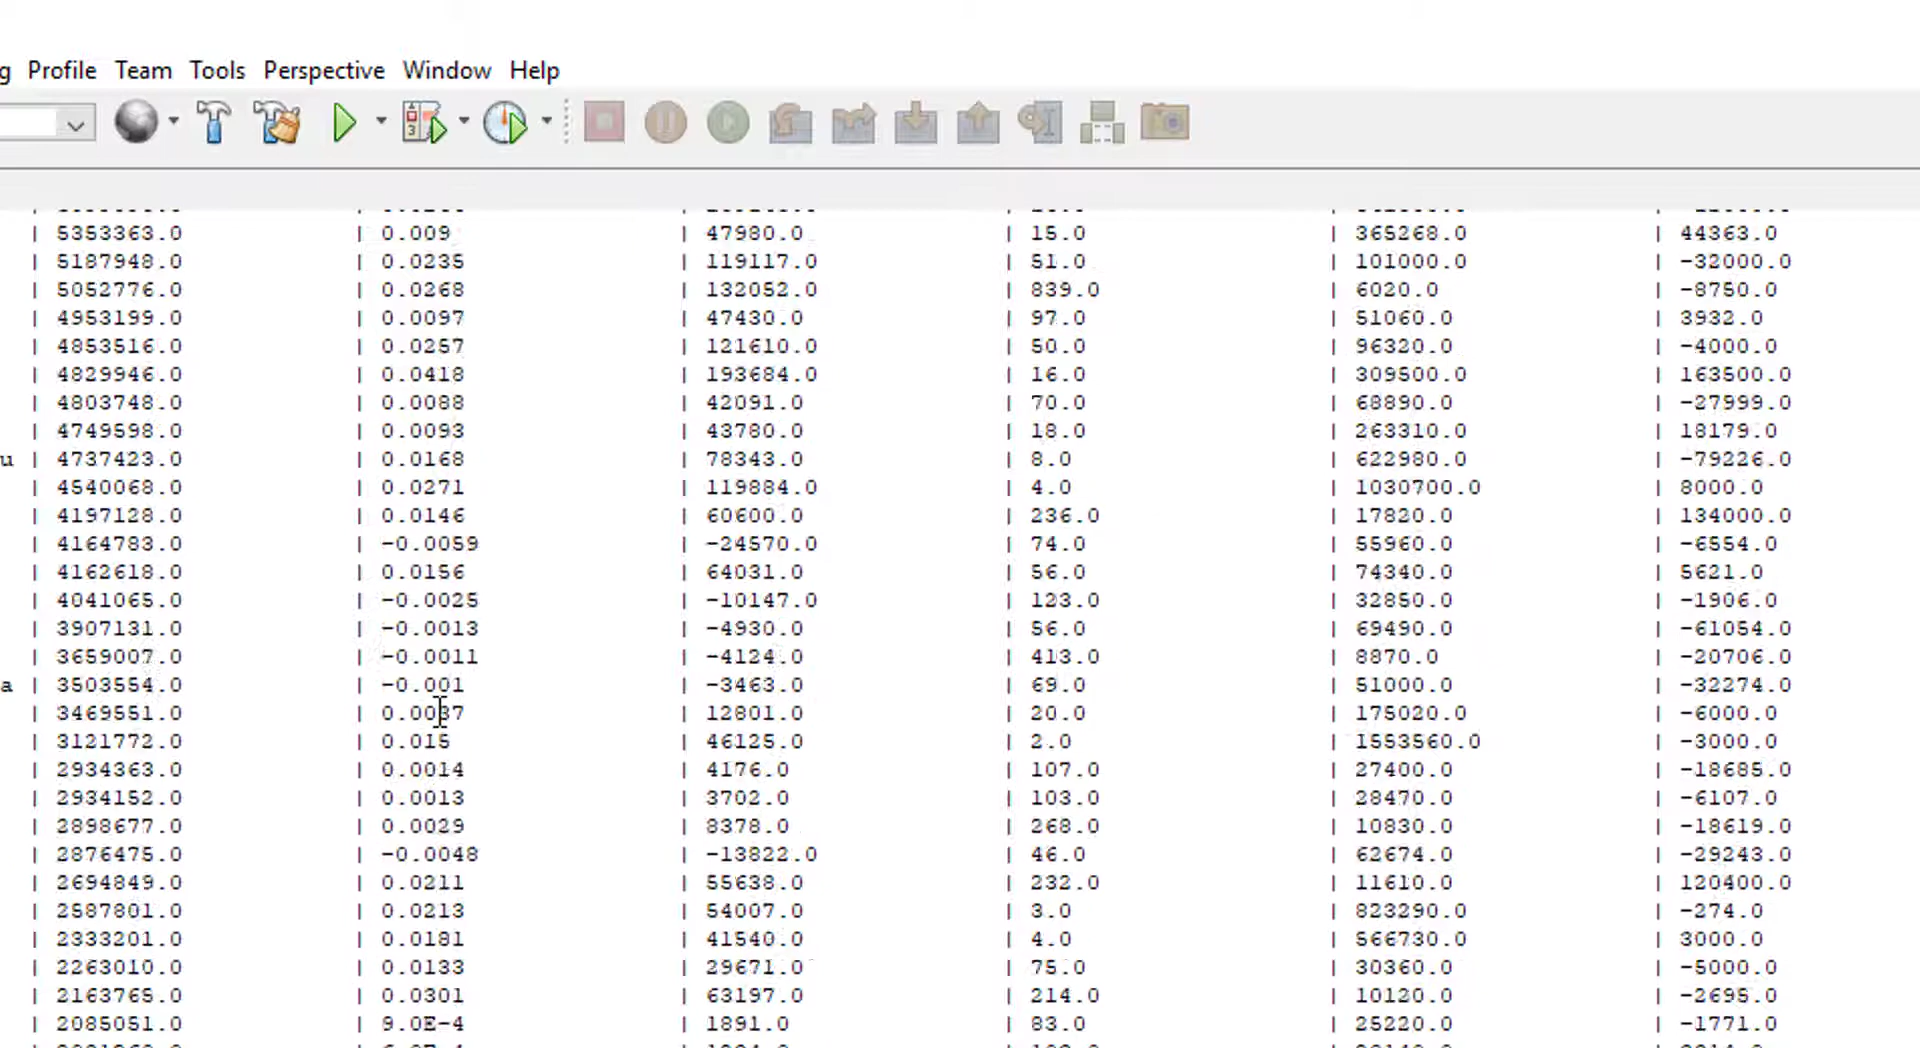 g Profile Team Tools Perspective Window Help
| 5353363.0 | 0.009 | 47980.0 | 15.0 | 365268.0 | 44363.0
| 5187948.0 | 0.0235 | 119117.0 | 51.0 | 101000.0 | -32000.0
| 5052776.0 | 0.0268 | 132052.0 | 839.0 | 6020.0 | -8750.0
| 4953199.0 | 0.0097 | 47430.0 | 97.0 | 51060.0 | 3932.0
| 4853516.0 | 0.0257 | 121610.0 | 50.0 | 96320.0 | -4000.0
| 4829946.0 | 0.0418 | 193684.0 | 16.0 | 309500.0 | 163500.0
| 4803748.0 | 0.0088 | 42091.0 | 70.0 | 68890.0 | -27999.0
| 4749598.0 | 0.0093 | 43780.0 | 18.0 | 263310.0 | 18179.0
u | 4737423.0 | 0.0168 | 78343.0 | 8.0 | 622980.0 | -79226.0
| 4540068.0 | 0.0271 | 119884.0 | 4.0 | 1030700.0 | 8000.0
| 4197128.0 | 0.0146 | 60600.0 | 236.0 | 17820.0 | 134000.0
| 4164783.0 | -0.0059 | -24570.0 | 74.0 | 55960.0 | -6554.0
| 4162618.0 | 0.0156 | 64031.0 | 56.0 | 74340.0 | 5621.0
| 4041065.0 | -0.0025 | -10147.0 | 123.0 | 32850.0 | -1906.0
| 3907131.0 | -0.0013 | -4930.0 | 56.0 | 69490.0 | -61054.0
| 3659007.0 | -0.0011 | -4124.0 | 413.0 | 8870.0 | -20706.0
a | 3503554.0 | -0.001 | -3463.0 | 69.0 | 51000.0 | -32274.0
| 3469551.0 | 0.0037 | 12801.0 | 20.0 | 175020.0 | -6000.0
| 3121772.0 | 0.015 | 46125.0 | 2.0 | 1553560.0 | -3000.0
| 2934363.0 | 0.0014 | 4176.0 | 107.0 | 27400.0 | -18685.0
| 2934152.0 | 0.0013 | 3702.0 | 103.0 | 28470.0 | -6107.0
| 2898677.0 | 0.0029 | 8378.0 | 268.0 | 10830.0 | -18619.0
| 2876475.0 | -0.0048 | -13822.0 | 46.0 | 62674.0 | -29243.0
| 2694849.0 | 0.0211 | 55638.0 | 232.0 | 11610.0 | 120400.0
| 2587801.0 | 0.0213 | 54007.0 | 3.0 | 823290.0 | -274.0
| 2333201.0 | 0.0181 | 41540.0 | 4.0 | 566730.0 | 3000.0
| 2263010.0 | 0.0133 | 29671.0 | 75.0 | 30360.0 | -5000.0
| 2163765.0 | 0.0301 | 63197.0 | 214.0 | 10120.0 | -2695.0
| 2085051.0 | 9.0E-4 | 1891.0 | 83.0 | 25220.0 | -1771.0